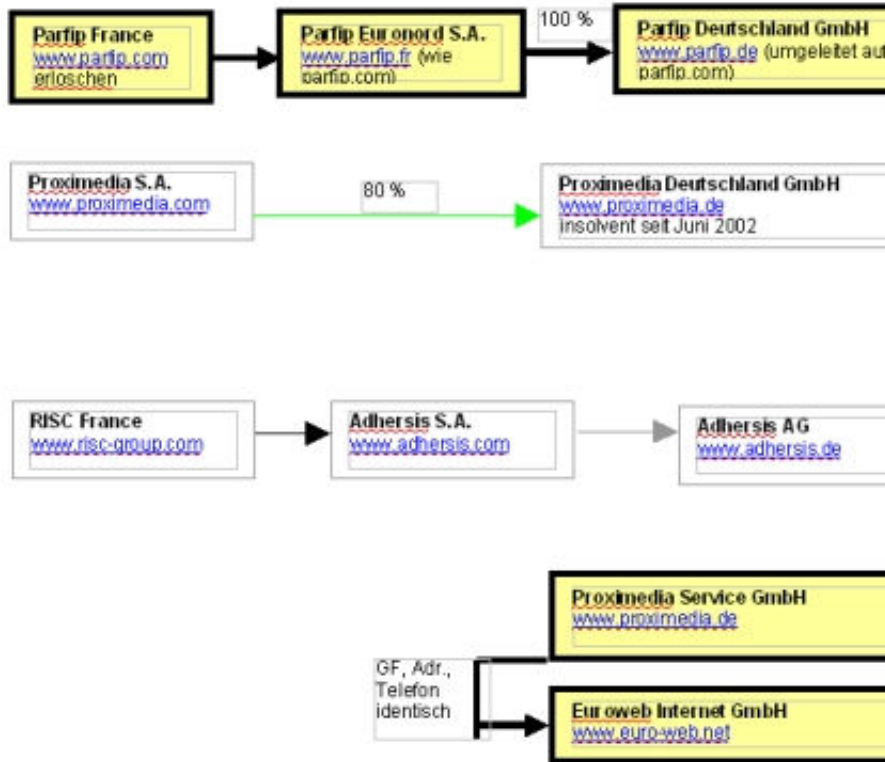 Parfip France
www.parfip.com
erloschen
Parfip Euronord S.A.
www.parfip.fr (wie
parfip.com)
100 %
Parfip Deutschland GmbH
www.parfip.de (umgeleitet auf
parfip.com)
Proximedia S.A.
www.proximedia.com
80 %
Proximedia Deutschland GmbH
www.proximedia.de
insolvent seit Juni 2002
RISC France
www.risc-group.com
Adhersis S.A.
www.adhersis.com
Adhersis AG
www.adhersis.de
Proximedia Service GmbH
www.proximedia.de
GF, Adr.,
Telefon
identisch
Euroweb Internet GmbH
www.euro-web.net